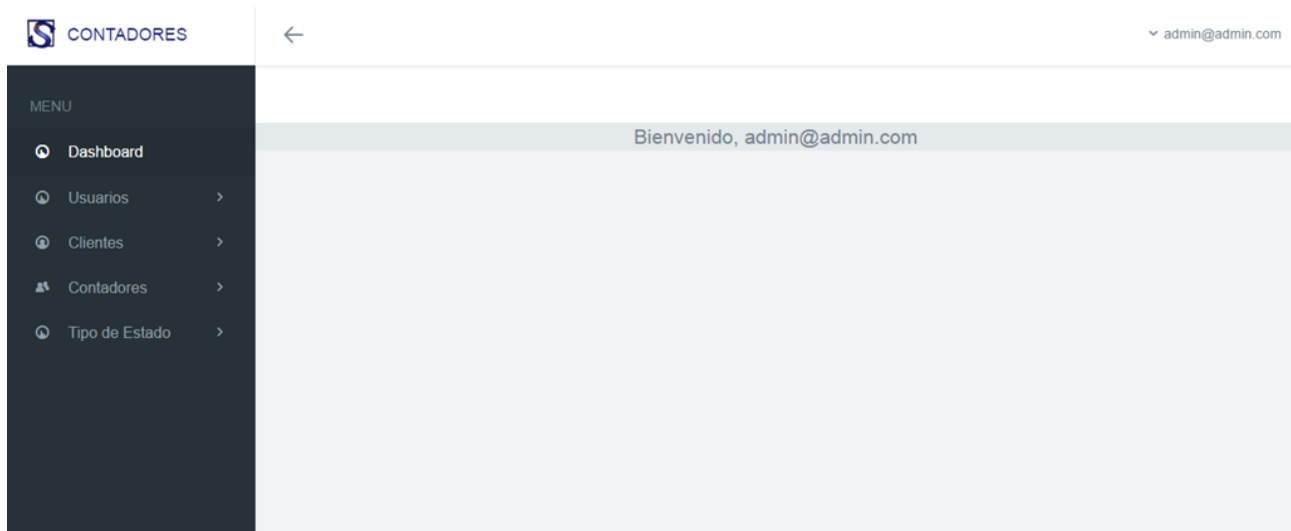 S CONTADORES
admin@admin.com
MENU
Dashboard
Bienvenido, admin@admin.com
Usuarios
Clientes
Contadores
Tipo de Estado